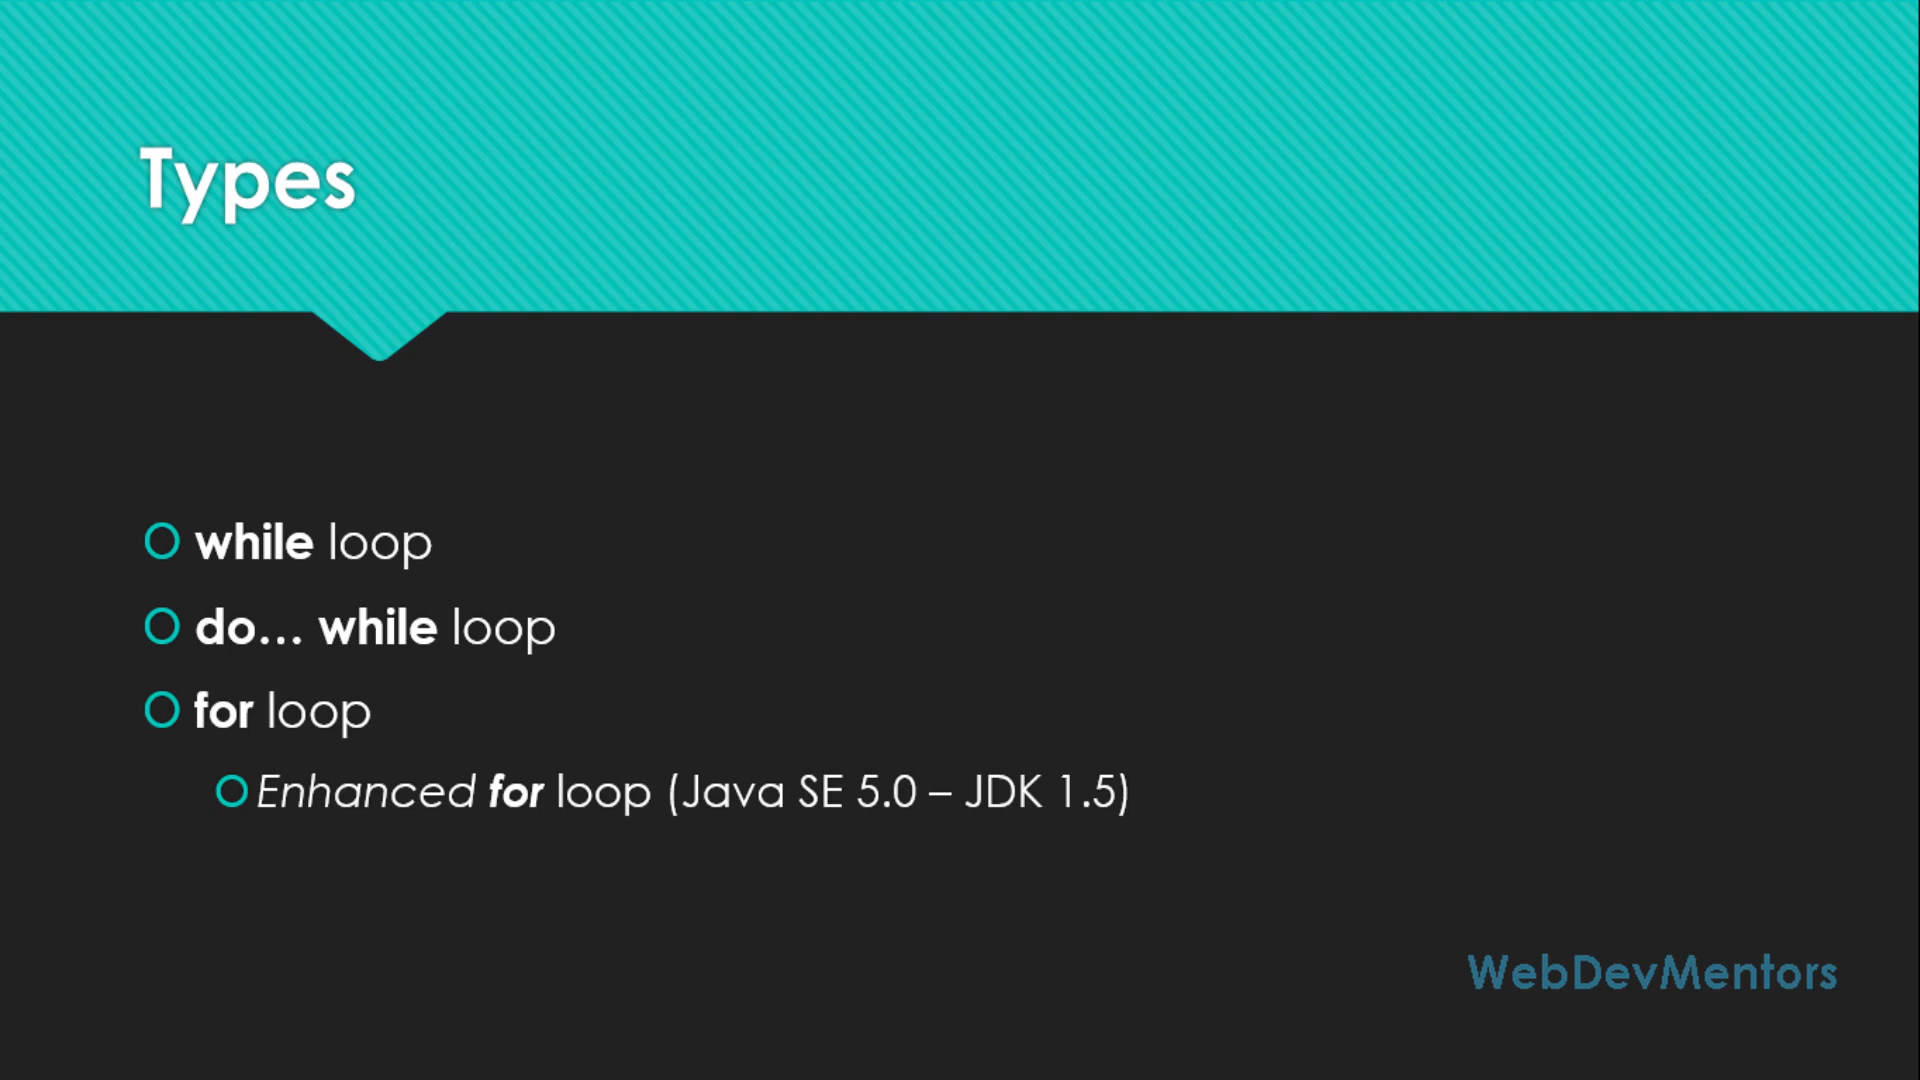 Types
while loop
do... while loop
for loop
Enhanced for loop (Java SE 5.0 – JDK 1.5)
WebDevMentors